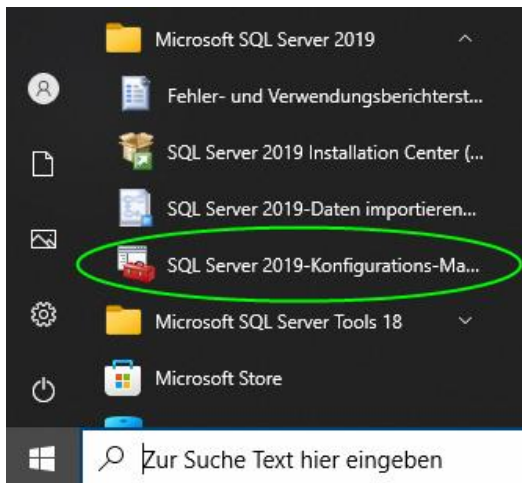 Microsoft SQL Server 2019
Fehler- und Verwendungsberichterst...
SQL Server 2019 Installation Center (...
SQL Server 2019-Daten importieren...
SQL Server 2019-Konfigurations-Ma...
Microsoft SQL Server Tools 18
Microsoft Store
Zur Suche Text hier eingeben